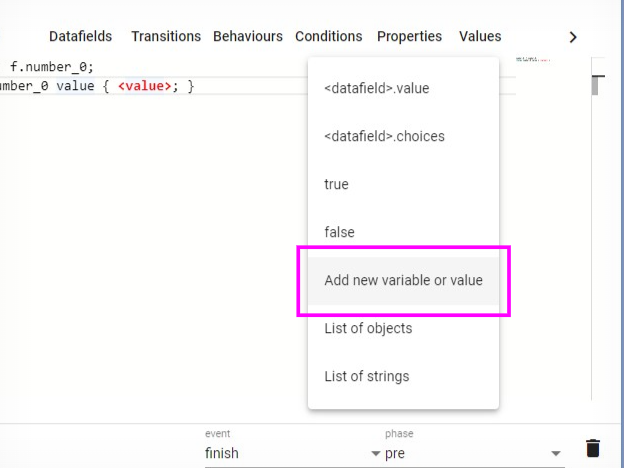 Datafields Transitions Behaviours Conditions Properties Values
f.number_0;
mber_0 value { <value>; }
<datafield>.value
<datafield>.choices
true
false
Add new variable or value
List of objects
List of strings
event phase
finish pre